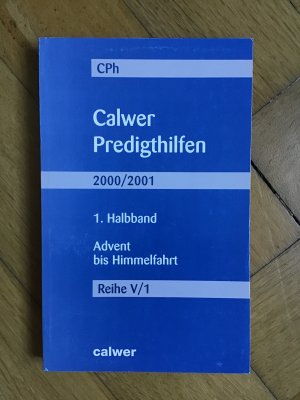 CPh
Calwer
Predigthilfen
2000/2001
1. Halbband
Advent
bis Himmelfahrt
Reihe V/1
calwer